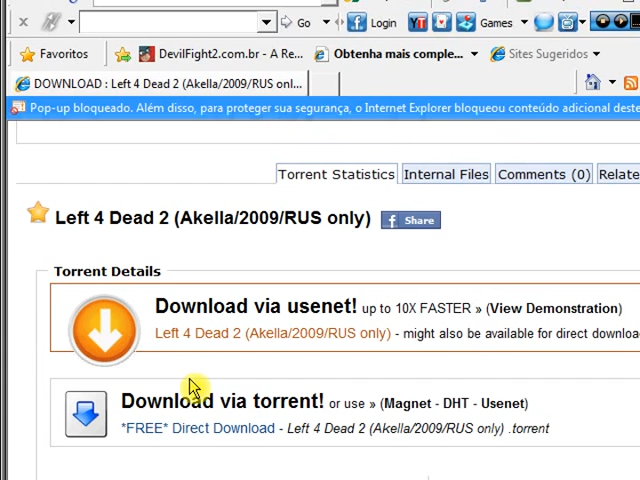 Go Login Games
Favoritos DevilFight2.com.br - A Re... Obtenha mais comple... Sites Sugeridos
DOWNLOAD : Left 4 Dead 2 (Akella/2009/RUS onl...
Pop-up bloqueado. Além disso, para proteger sua segurança, o Internet Explorer bloqueou conteúdo adicional deste
Torrent Statistics Internal Files Comments (0) Relate
Left 4 Dead 2 (Akella/2009/RUS only) f Share
Torrent Details
Download via usenet! up to 10X FASTER » (View Demonstration)
Left 4 Dead 2 (Akella/2009/RUS only) - might also be available for direct downloa
Download via torrent! or use » (Magnet - DHT - Usenet)
*FREE* Direct Download - Left 4 Dead 2 (Akella/2009/RUS only) .torrent